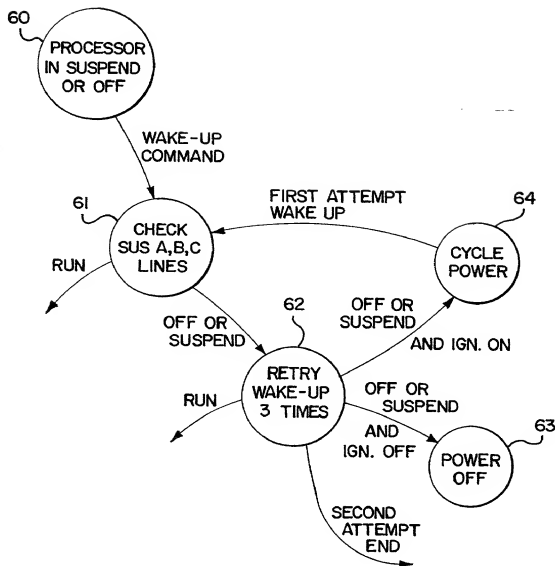 60
PROCESSOR
IN SUSPEND
OR OFF
WAKE-UP
COMMAND
61
CHECK
SUS A,B,C
LINES
RUN
FIRST ATTEMPT
WAKE UP
64
CYCLE
POWER
OFF OR
SUSPEND
62
RETRY
WAKE-UP
3 TIMES
RUN
OFF OR
SUSPEND
AND IGN. ON
OFF OR
SUSPEND
AND
IGN. OFF
63
POWER
OFF
SECOND
ATTEMPT
END